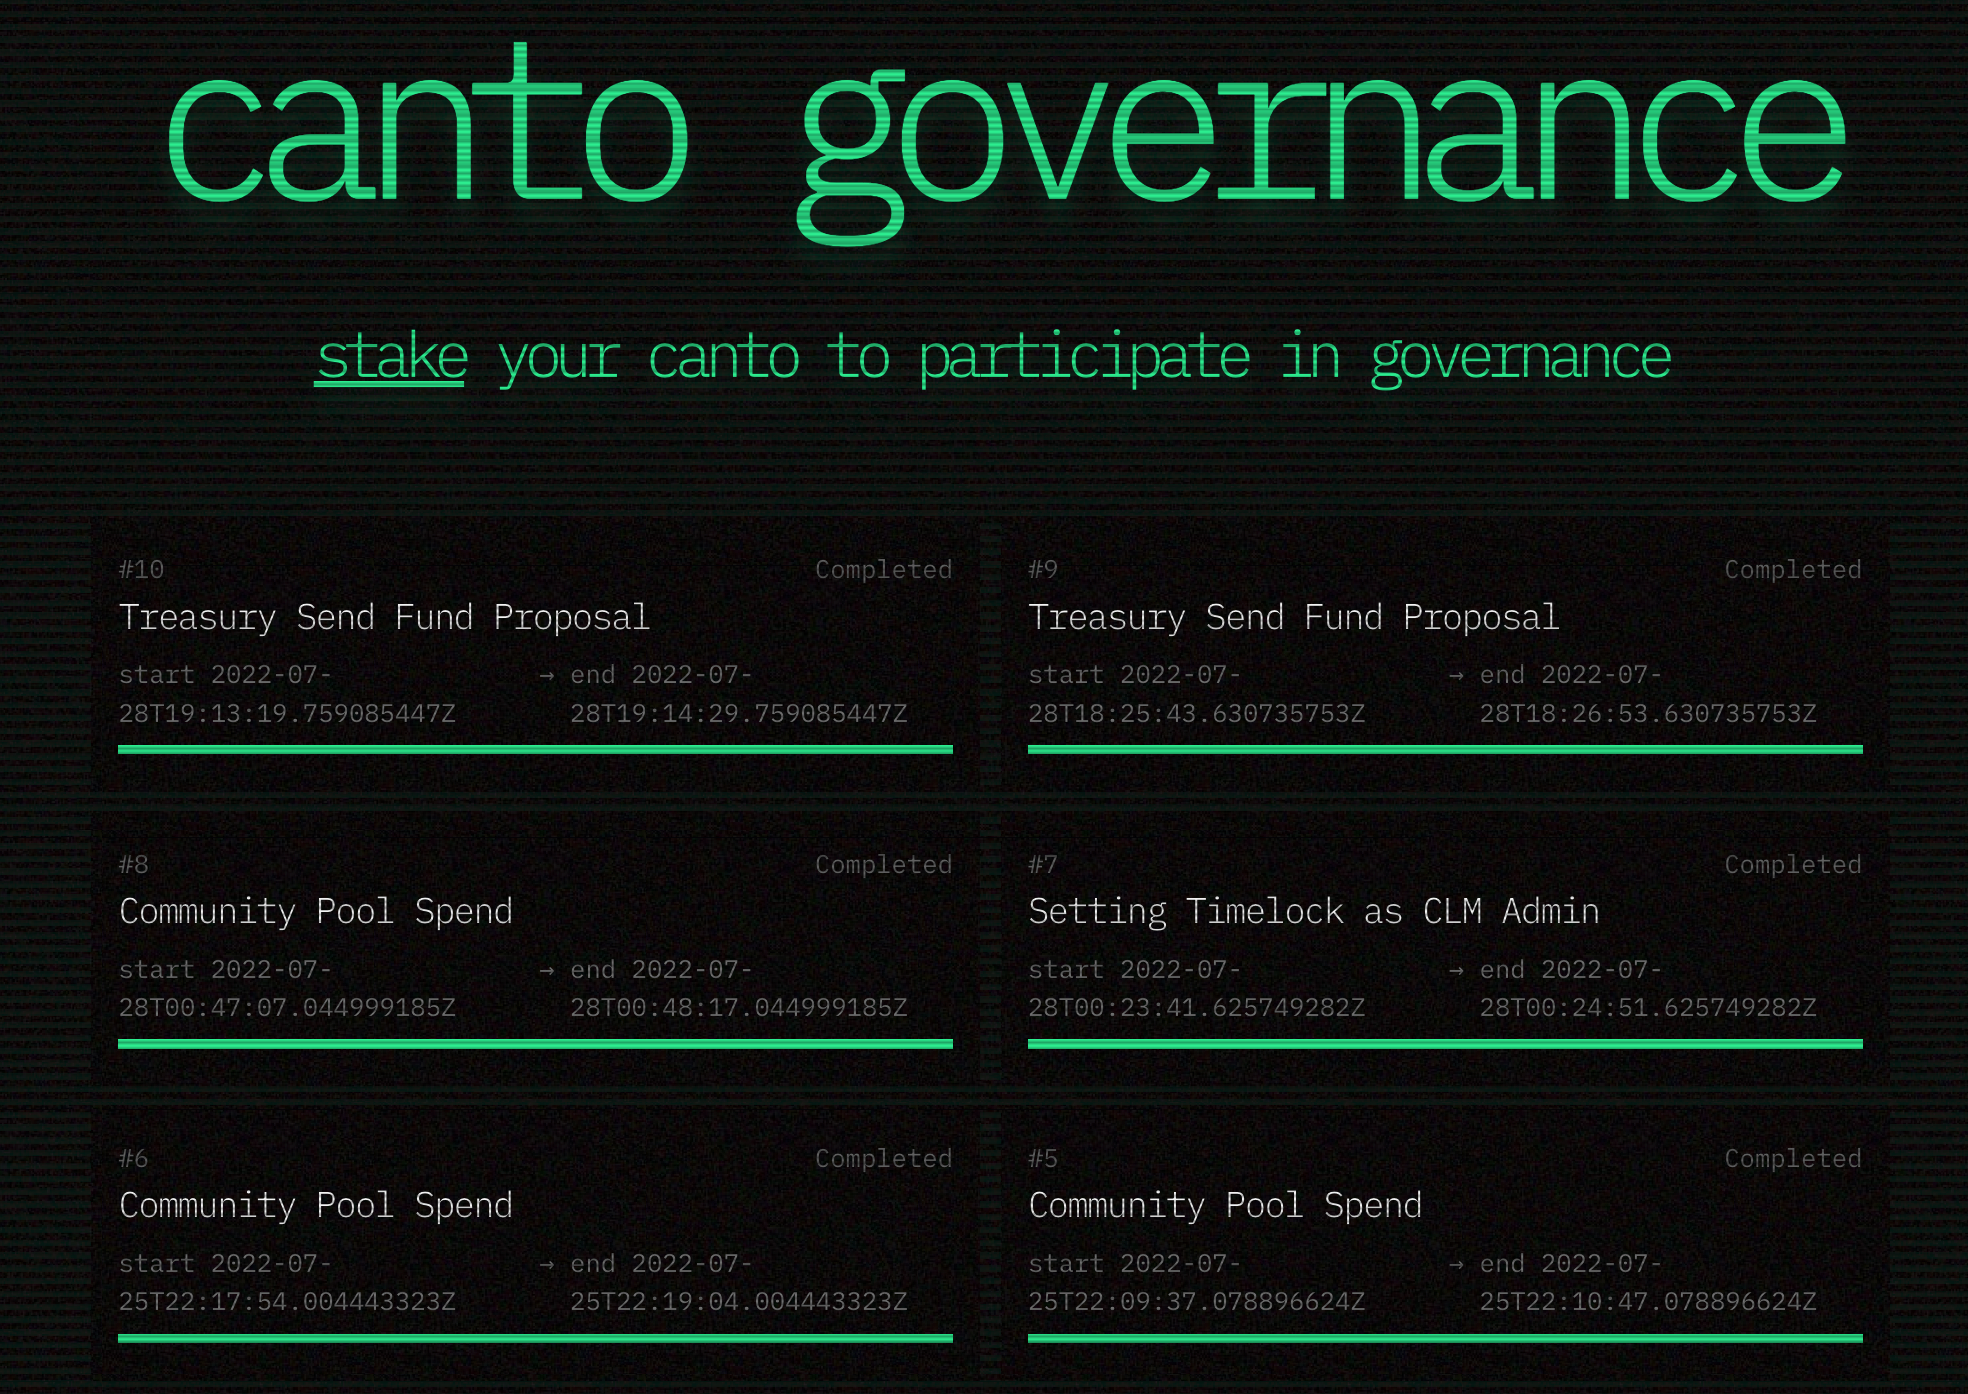 canto governance
stake your canto to participate in governance
#10 Completed
Treasury Send Fund Proposal
start 2022-07- → end 2022-07-
28T19:13:19.759085447Z 28T19:14:29.759085447Z
#9 Completed
Treasury Send Fund Proposal
start 2022-07- → end 2022-07-
28T18:25:43.630735753Z 28T18:26:53.630735753Z
#8 Completed
Community Pool Spend
start 2022-07- → end 2022-07-
28T00:47:07.044999185Z 28T00:48:17.044999185Z
#7 Completed
Setting Timelock as CLM Admin
start 2022-07- → end 2022-07-
28T00:23:41.625749282Z 28T00:24:51.625749282Z
#6 Completed
Community Pool Spend
start 2022-07- → end 2022-07-
25T22:17:54.004443323Z 25T22:19:04.004443323Z
#5 Completed
Community Pool Spend
start 2022-07- → end 2022-07-
25T22:09:37.078896624Z 25T22:10:47.078896624Z